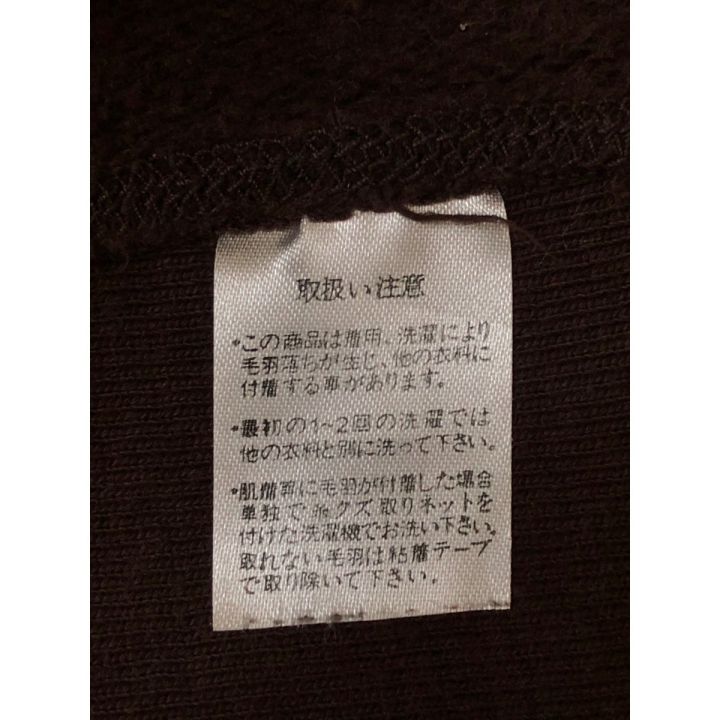 取扱い注意
・この商品は着用、洗濯により
毛羽落ちが生じ、他の衣料に
付着する事があります。
・最初の1~2回の洗濯では
他の衣料と別に洗って下さい。
・肌着等に毛羽が付着した場合
単独で糸クズ取りネットを
付けた洗濯機でお洗い下さい。
取れない毛羽は粘着テープ
で取り除いて下さい。